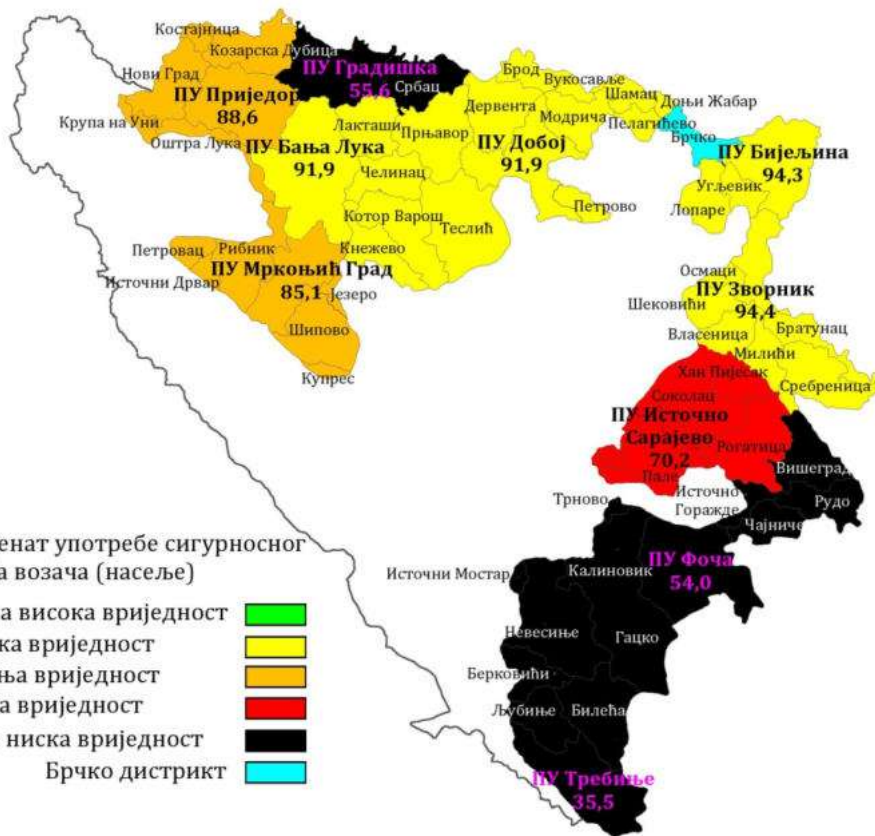 Костајница
Козарска Дубица
Нови Град
ПУ Приједор
88,6
Крупа на Уни
Оштра Лука
ПУ Градишка
55,6
Србац
ПУ Бања Лука
91,9
Лакташи
Прњавор
Челинац
Котор Варош
Кнежево
Теслић
Брод
Вукосавље
Дервента
Модрича
Шамац
Доњи Жабар
Пелагићево
Брчко
ПУ Добој
91,9
Петрово
ПУ Бијељина
94,3
Угљевик
Лопаре
Петровац
Рибник
ПУ Мркоњић Град
85,1
Источни Дрвар
Језеро
Шипово
Купрес
Осмаци
ПУ Зворник
94,4
Шековићи
Братунац
Власеница
Милићи
Сребреница
Хан Пијесак
Соколац
ПУ Источно
Сарајево
70,2
Рогатица
Пале
Трново
Источно
Горажде
Вишеград
Рудо
Чајниче
ПУ Фоча
54,0
Калиновик
Источни Мостар
Невесиње
Гацко
Берковићи
Љубиње
Билећа
ПУ Требиње
35,5
енат употребе сигурносног
а возача (насеље)
а висока вриједност
ка вриједност
ња вриједност
а вриједност
ниска вриједност
Брчко дистрикт